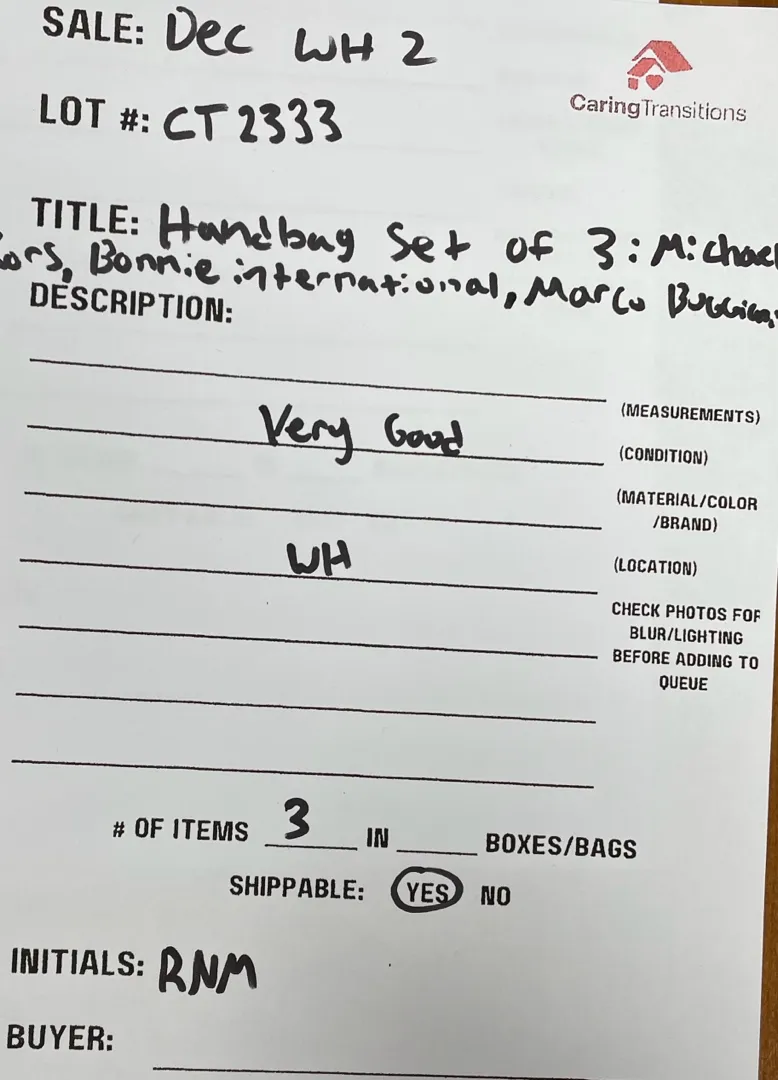 SALE: Dec WH 2
CaringTransitions
LOT #: CT2333
TITLE: Handbag Set of 3: Michael
ors, Bonnie international, Marco
DESCRIPTION:
(MEASUREMENTS)
Very Good
(CONDITION)
(MATERIAL/COLOR
/BRAND)
WH
(LOCATION)
CHECK PHOTOS FOR
BLUR/LIGHTING
BEFORE ADDING TO
QUEUE
# OF ITEMS 3 IN BOXES/BAGS
SHIPPABLE: YES NO
INITIALS: RNM
BUYER: